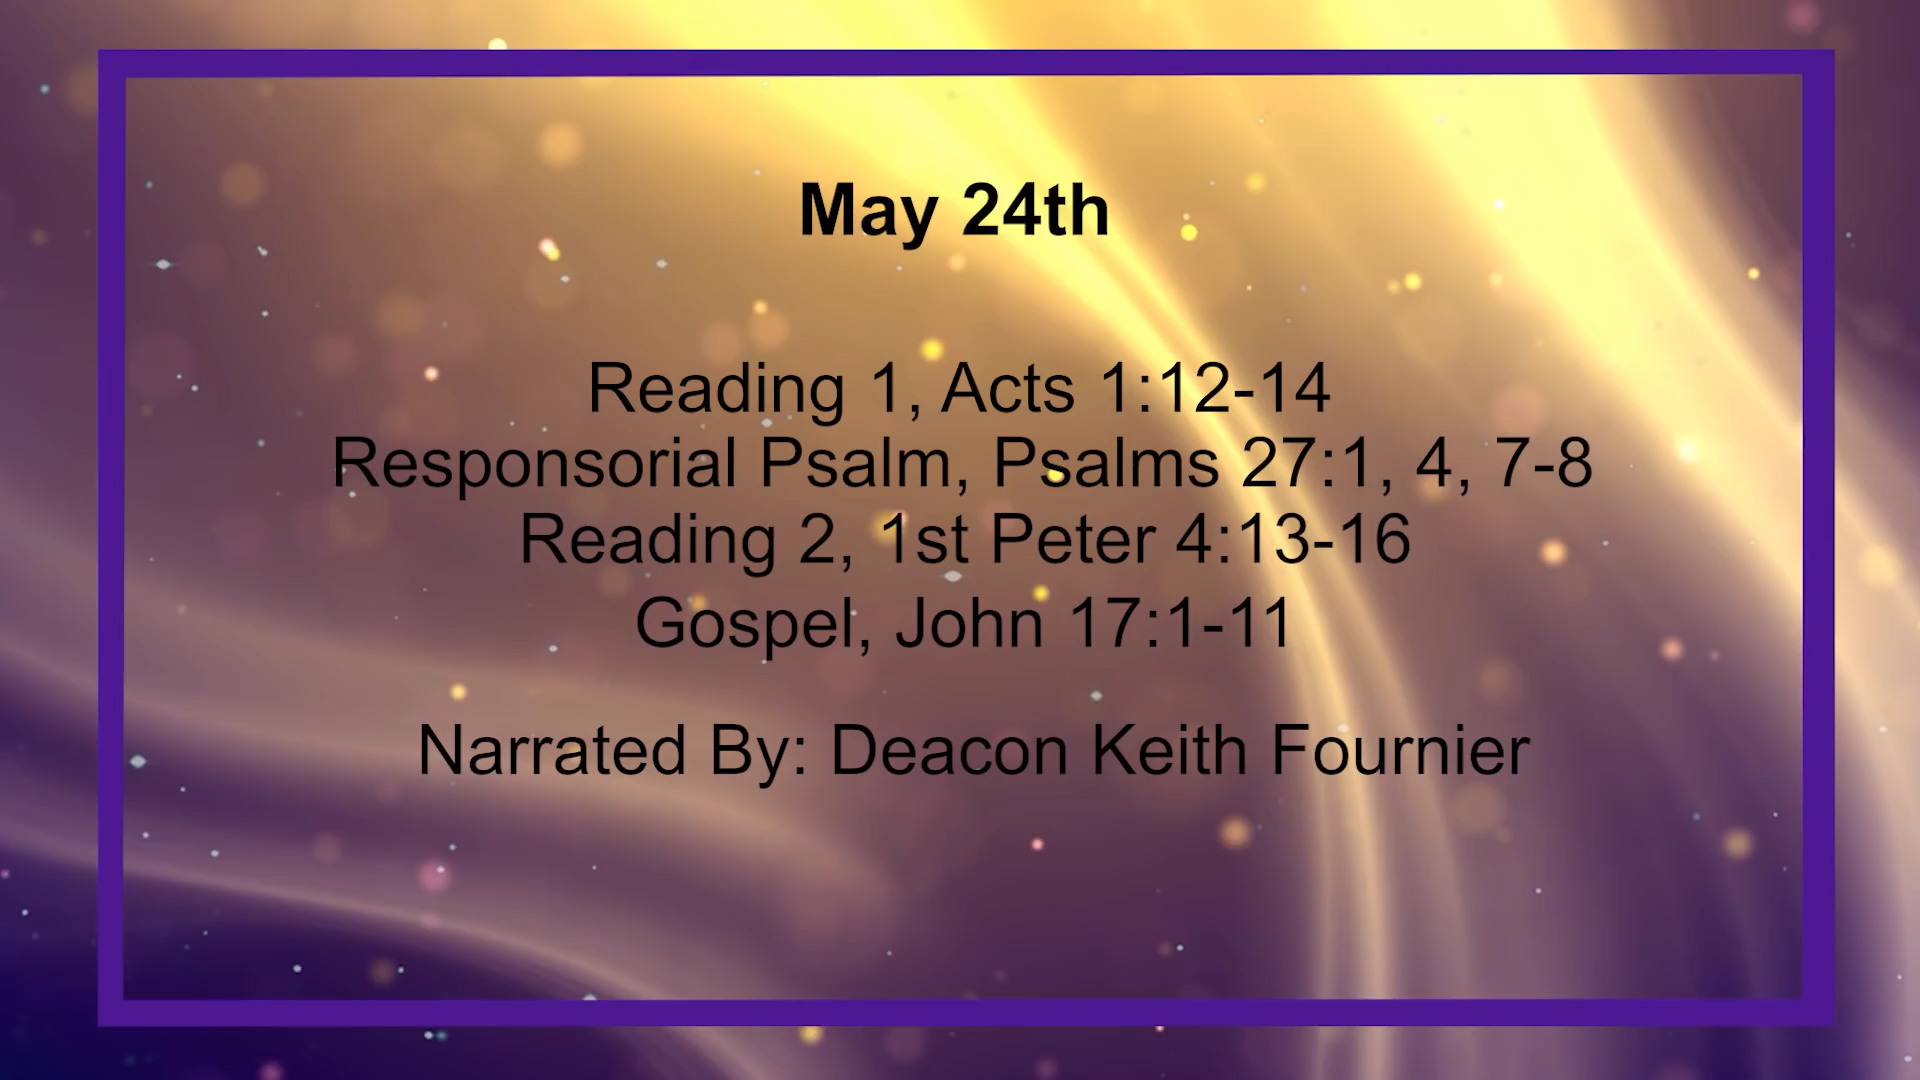 May 24th
Reading 1, Acts 1:12-14
Responsorial Psalm, Psalms 27:1, 4, 7-8
Reading 2, 1st Peter 4:13-16
Gospel, John 17:1-11
Narrated By: Deacon Keith Fournier